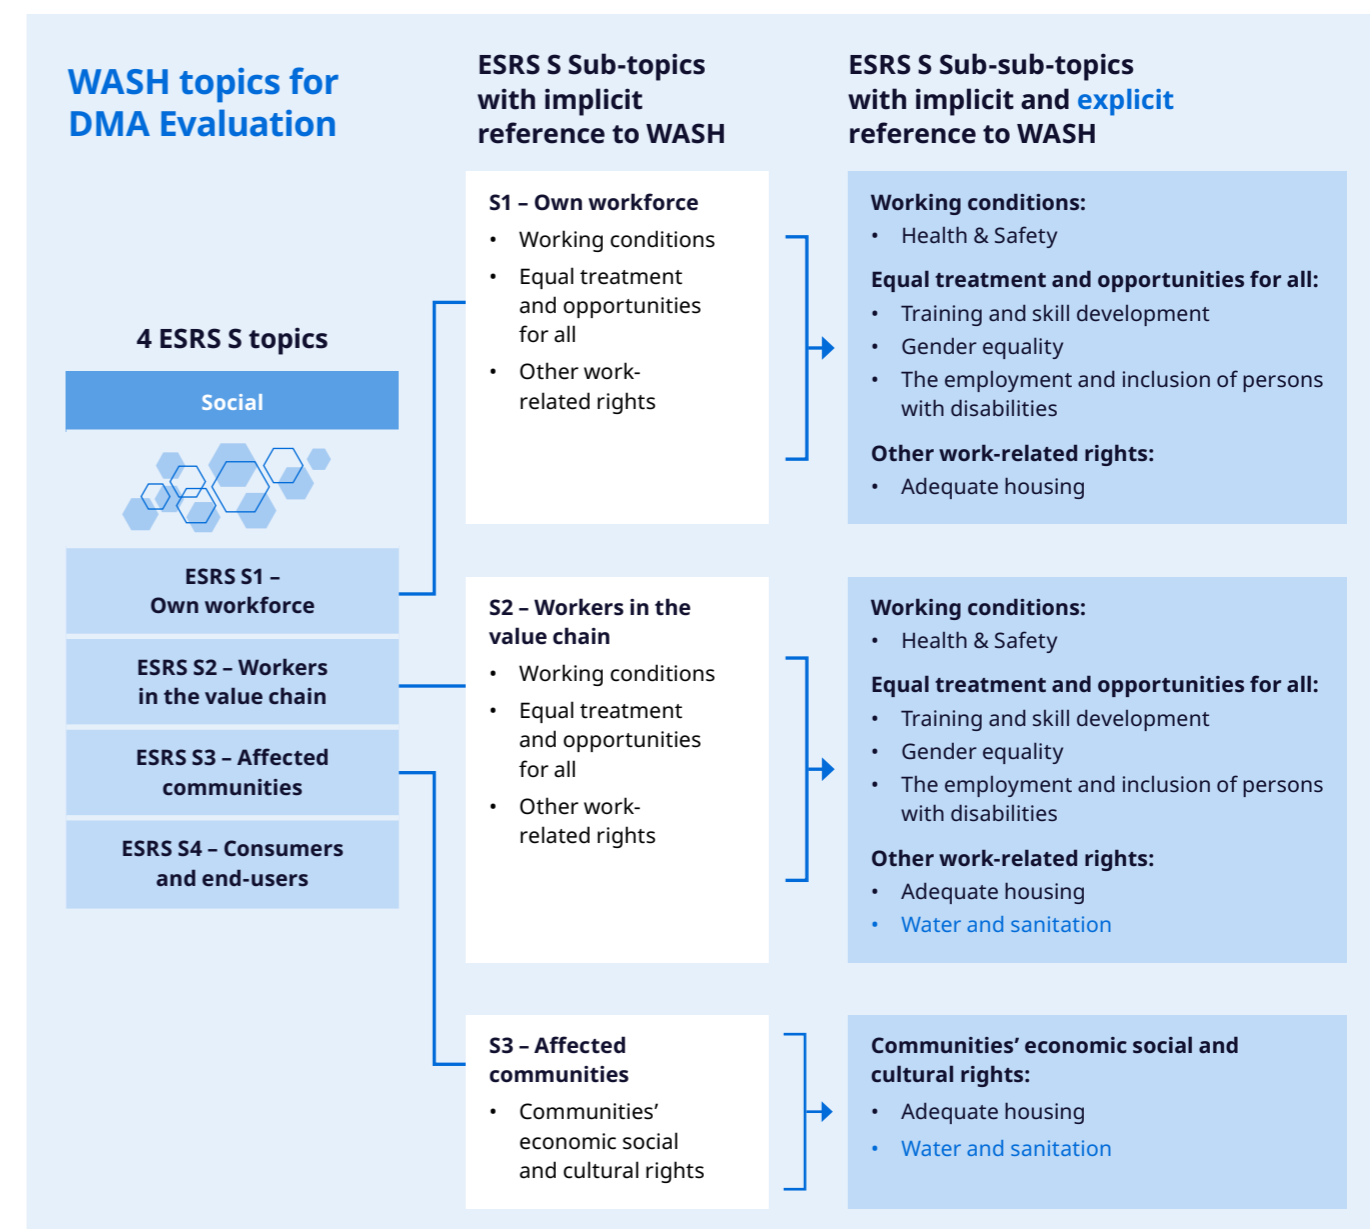 WASH topics for
DMA Evaluation
4 ESRS S topics
Social
ESRS S1 –
Own workforce
ESRS S2 – Workers
in the value chain
ESRS S3 – Affected
communities
ESRS S4 – Consumers
and end-users
ESRS S Sub-topics
with implicit
reference to WASH
S1 – Own workforce
• Working conditions
• Equal treatment
and opportunities
for all
• Other work-
related rights
S2 – Workers in the
value chain
• Working conditions
• Equal treatment
and opportunities
for all
• Other work-
related rights
S3 – Affected
communities
• Communities’
economic social
and cultural rights
ESRS S Sub-sub-topics
with implicit and explicit
reference to WASH
Working conditions:
• Health & Safety
Equal treatment and opportunities for all:
• Training and skill development
• Gender equality
• The employment and inclusion of persons
with disabilities
Other work-related rights:
• Adequate housing
Working conditions:
• Health & Safety
Equal treatment and opportunities for all:
• Training and skill development
• Gender equality
• The employment and inclusion of persons
with disabilities
Other work-related rights:
• Adequate housing
• Water and sanitation
Communities’ economic social and
cultural rights:
• Adequate housing
• Water and sanitation